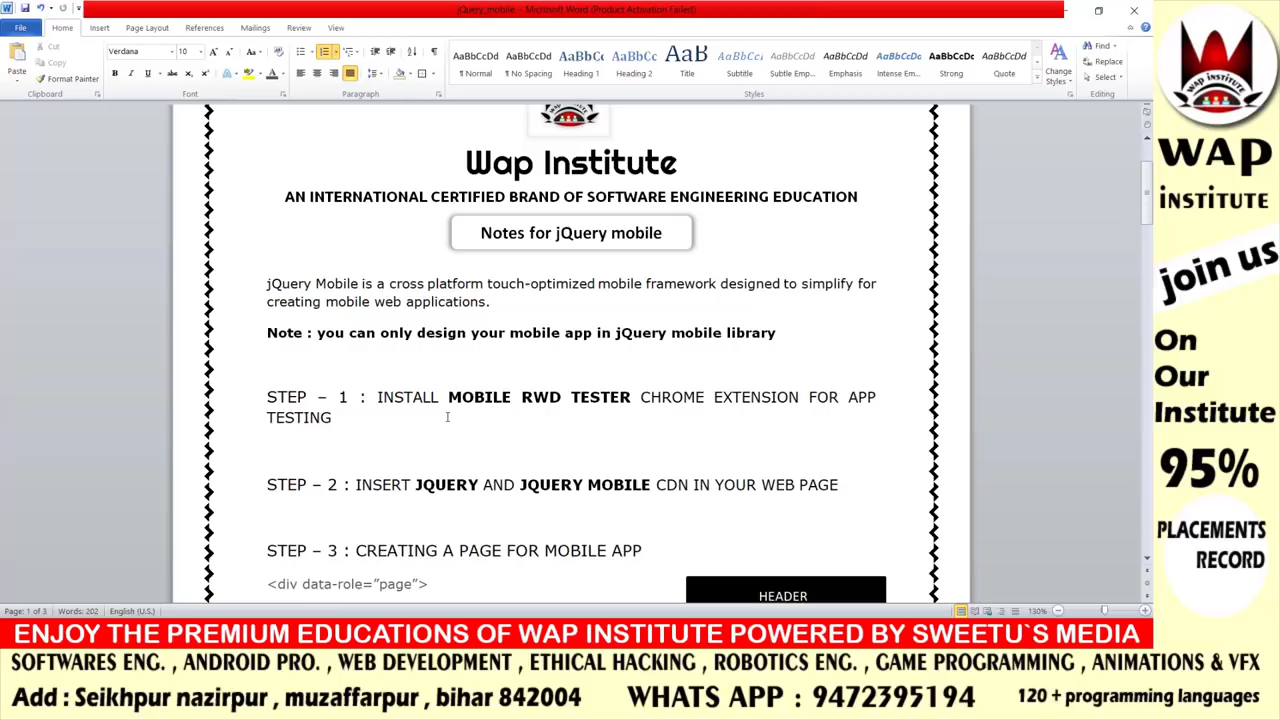 jQuery_mobile - Microsoft Word (Product Activation Failed)
File Home Insert Page Layout References Mailings Review View
Paste
Cut
Copy
Format Painter
Clipboard
Verdana 10
Font
Paragraph
AaBbCcDc AaBbCcDc AaBbCc AaBbCc AaB AaBbCcL AaBbCcDc AaBbCcDc AaBbCcDc AaBbCcDc AaBbCcDc
¶ Normal ¶ No Spacing Heading 1 Heading 2 Title Subtitle Subtle Emp... Emphasis Intense Em... Strong Quote
Styles
Change
Styles
Find
Replace
Select
Editing
Wap Institute
AN INTERNATIONAL CERTIFIED BRAND OF SOFTWARE ENGINEERING EDUCATION
Notes for jQuery mobile
jQuery Mobile is a cross platform touch-optimized mobile framework designed to simplify for
creating mobile web applications.
Note : you can only design your mobile app in jQuery mobile library
STEP – 1 : INSTALL MOBILE RWD TESTER CHROME EXTENSION FOR APP
TESTING
STEP – 2 : INSERT JQUERY AND JQUERY MOBILE CDN IN YOUR WEB PAGE
STEP – 3 : CREATING A PAGE FOR MOBILE APP
<div data-role=”page”>
HEADER
Page: 1 of 3 Words: 202 English (U.S.) 130%
wap institute
WAP
INSTITUTE
join us
On
Our
Institute
95%
PLACEMENTS
RECORD
ENJOY THE PREMIUM EDUCATIONS OF WAP INSTITUTE POWERED BY SWEETU`S MEDIA
SOFTWARES ENG. , ANDROID PRO. , WEB DEVELOPMENT , ETHICAL HACKING , ROBOTICS ENG. , GAME PROGRAMMING , ANIMATIONS & VFX
Add : Seikhpur nazirpur , muzaffarpur , bihar 842004 WHATS APP : 9472395194 120 + programming languages